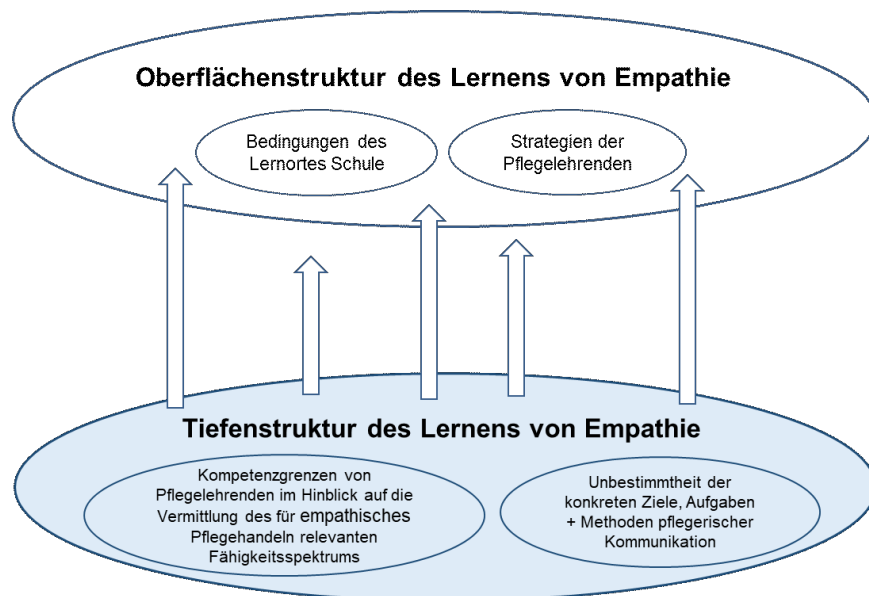 Oberflächenstruktur des Lernens von Empathie
Bedingungen des
Lernortes Schule
Strategien der
Pflegelehrenden
Tiefenstruktur des Lernens von Empathie
Kompetenzgrenzen von
Pflegelehrenden im Hinblick auf die
Vermittlung des für empathisches
Pflegehandeln relevanten
Fähigkeitsspektrums
Unbestimmtheit der
konkreten Ziele, Aufgaben
+ Methoden pflegerischer
Kommunikation